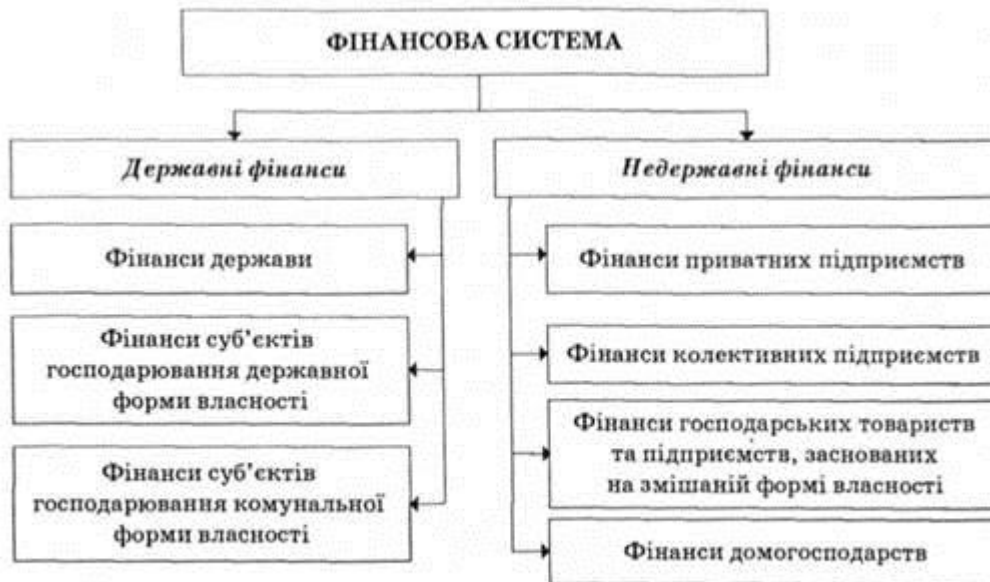 ФІНАНСОВА СИСТЕМА
Державні фінанси
Фінанси держави
Фінанси суб’єктів
господарювання державної
форми власності
Фінанси суб’єктів
господарювання комунальної
форми власності
Недержавні фінанси
Фінанси приватних підприємств
Фінанси колективних підприємств
Фінанси господарських товариств
та підприємств, заснованих
на змішаній формі власності
Фінанси домогосподарств